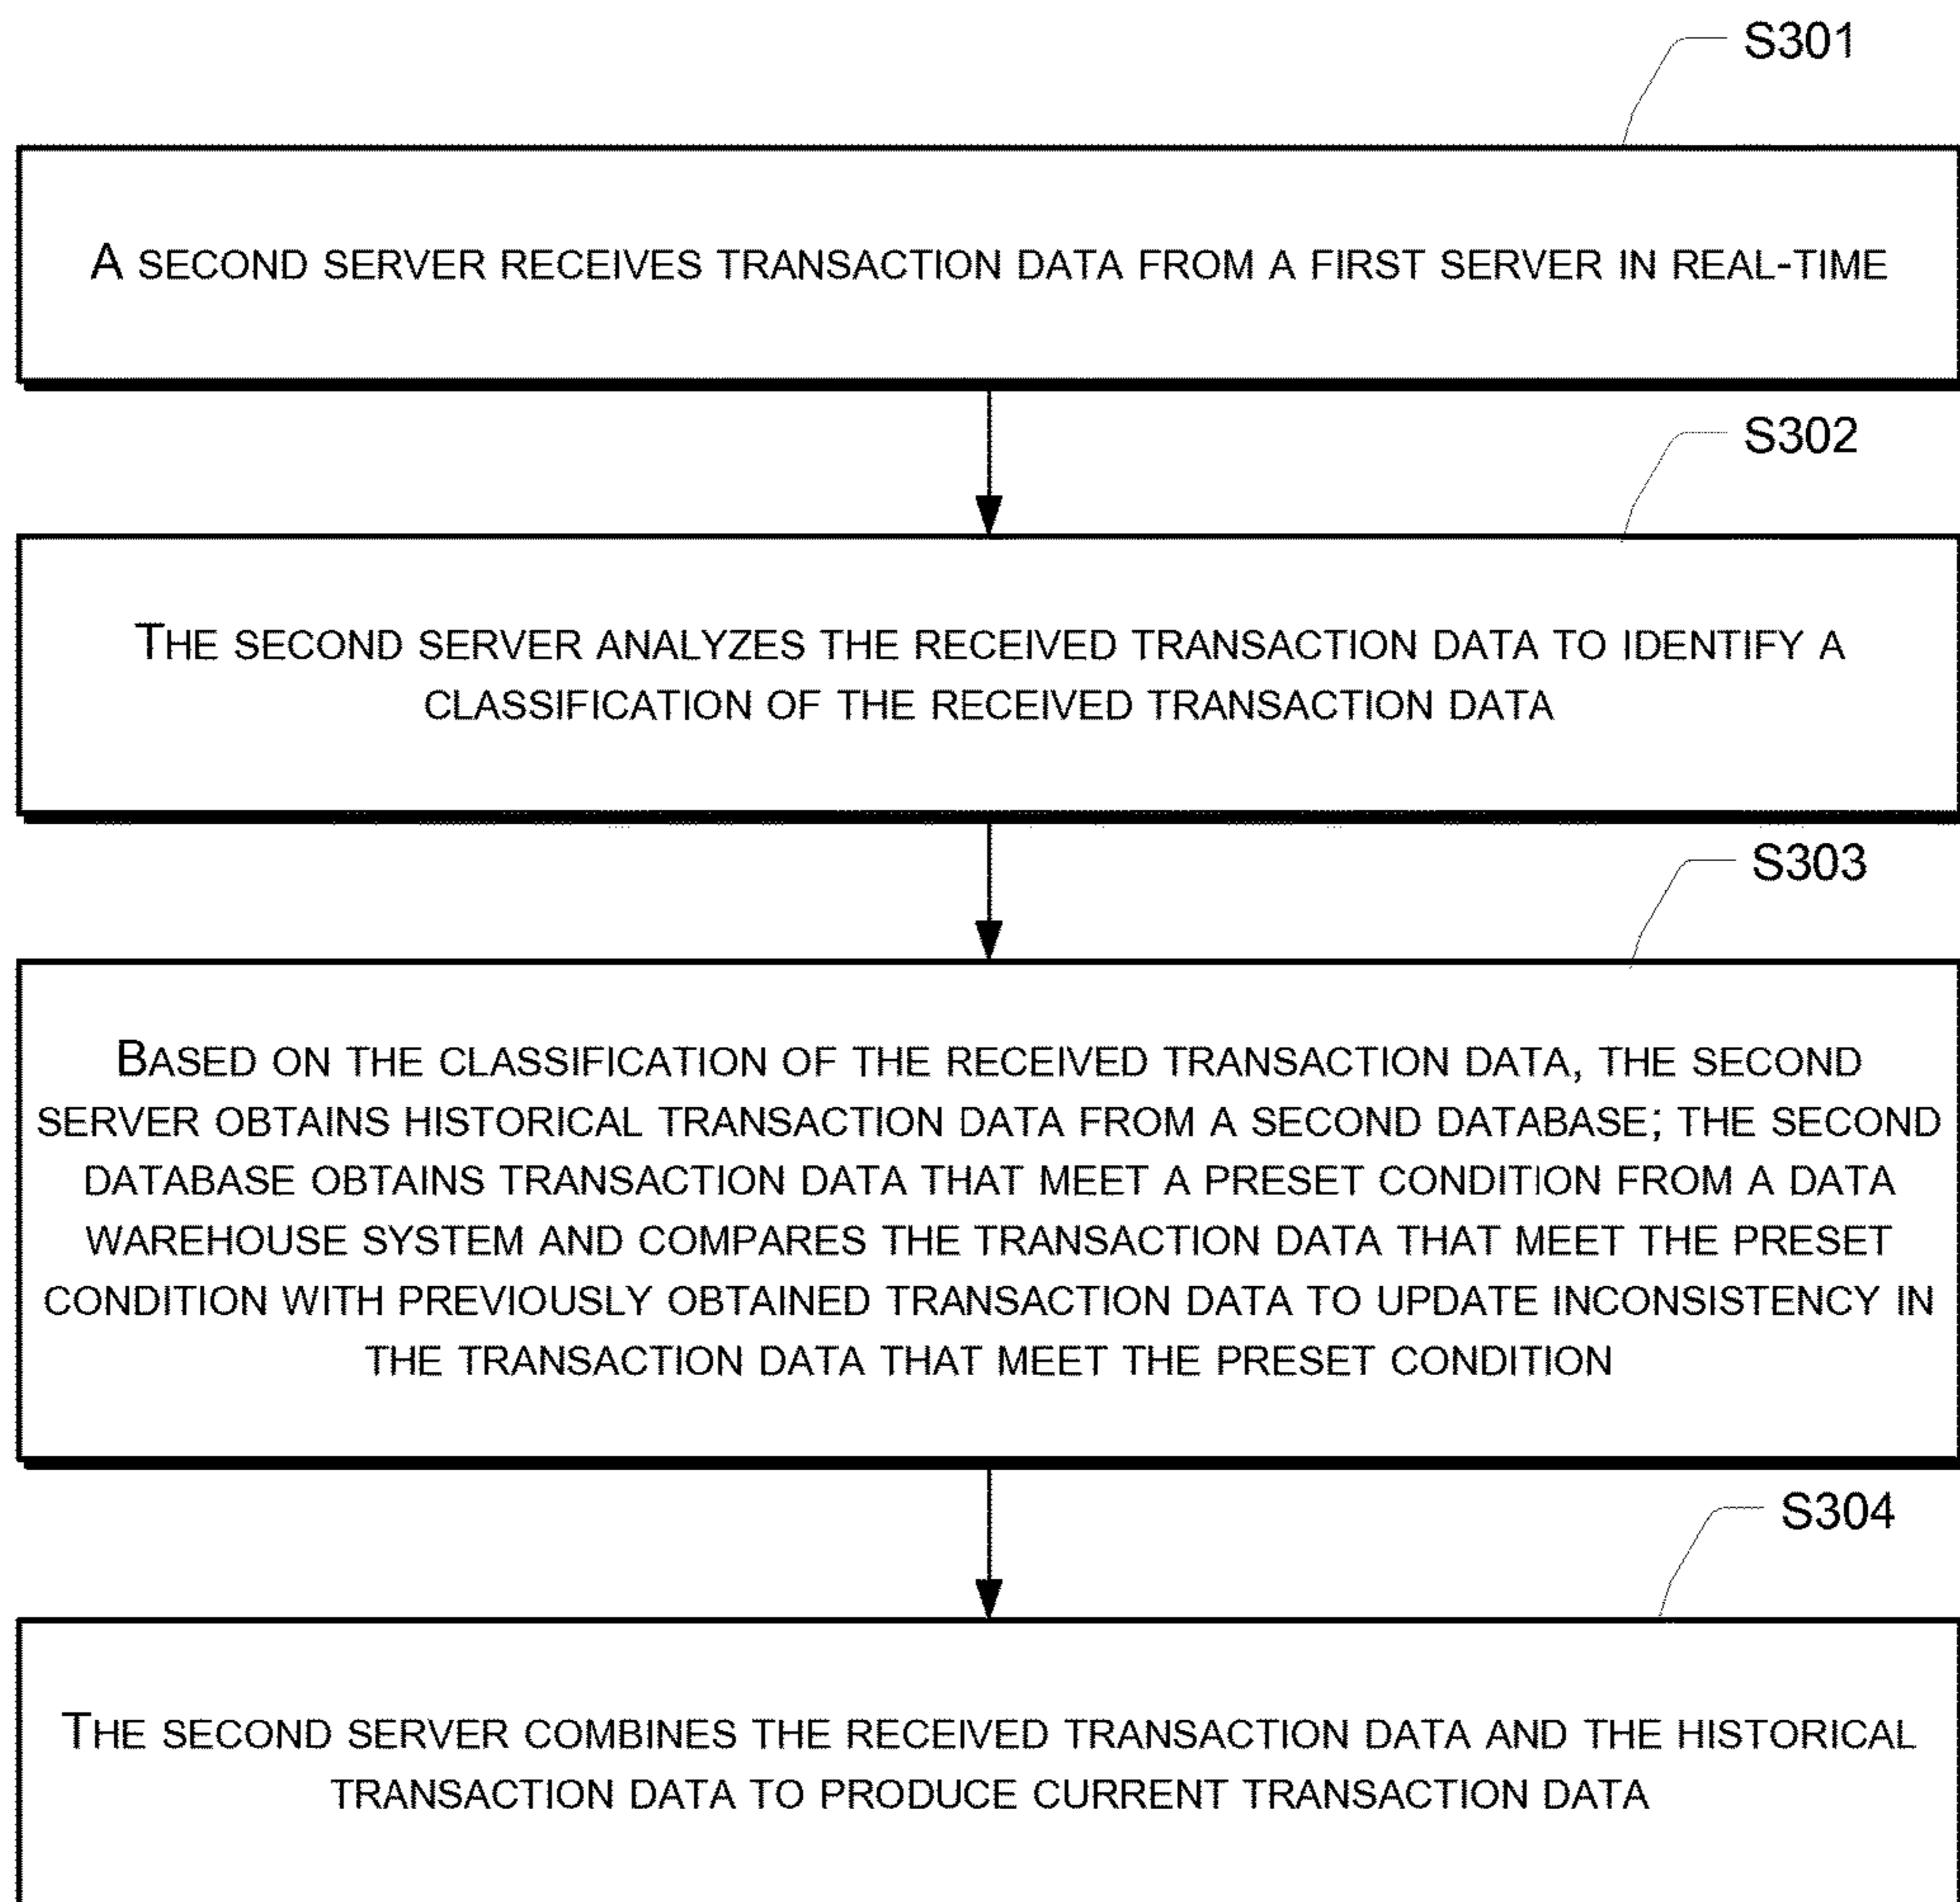 S301
A SECOND SERVER RECEIVES TRANSACTION DATA FROM A FIRST SERVER IN REAL-TIME
S302
THE SECOND SERVER ANALYZES THE RECEIVED TRANSACTION DATA TO IDENTIFY A
CLASSIFICATION OF THE RECEIVED TRANSACTION DATA
S303
BASED ON THE CLASSIFICATION OF THE RECEIVED TRANSACTION DATA, THE SECOND
SERVER OBTAINS HISTORICAL TRANSACTION DATA FROM A SECOND DATABASE; THE SECOND
DATABASE OBTAINS TRANSACTION DATA THAT MEET A PRESET CONDITION FROM A DATA
WAREHOUSE SYSTEM AND COMPARES THE TRANSACTION DATA THAT MEET THE PRESET
CONDITION WITH PREVIOUSLY OBTAINED TRANSACTION DATA TO UPDATE INCONSISTENCY IN
THE TRANSACTION DATA THAT MEET THE PRESET CONDITION
S304
THE SECOND SERVER COMBINES THE RECEIVED TRANSACTION DATA AND THE HISTORICAL
TRANSACTION DATA TO PRODUCE CURRENT TRANSACTION DATA